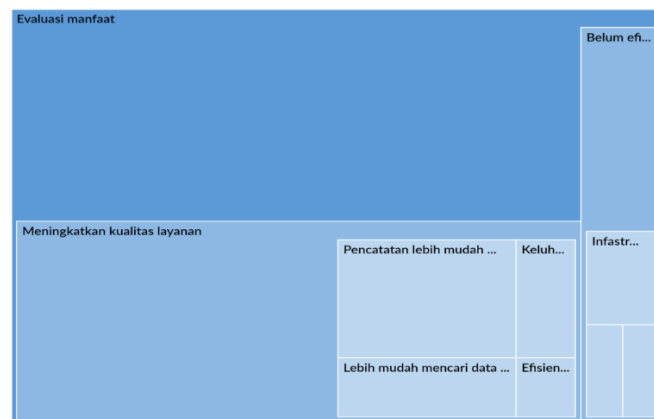 Evaluasi manfaat
Belum efi...
Meningkatkan kualitas layanan
Pencatatan lebih mudah ...
Keluh...
Infastr...
Lebih mudah mencari data ...
Efisien...